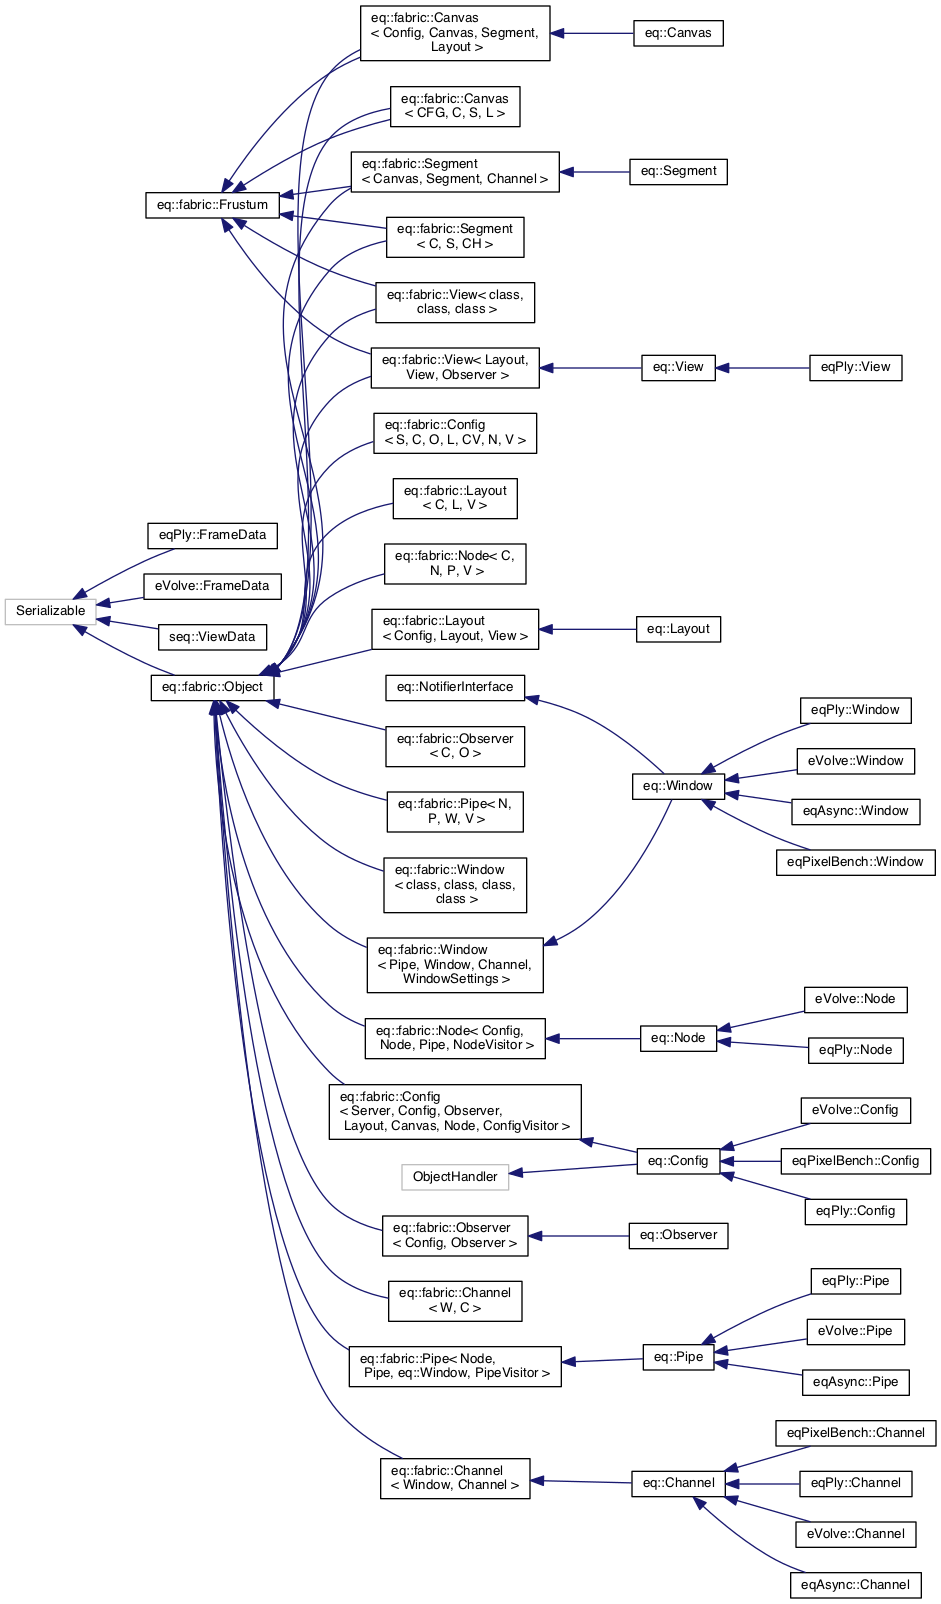 eq::fabric::Canvas
< Config, Canvas, Segment,
Layout >
eq::Canvas
eq::fabric::Canvas
< CFG, C, S, L >
eq::fabric::Segment
< Canvas, Segment, Channel >
eq::Segment
eq::fabric::Frustum
eq::fabric::Segment
< C, S, CH >
eq::fabric::View< class,
class, class >
eq::fabric::View< Layout,
View, Observer >
eq::View
eqPly::View
eq::fabric::Config
< S, C, O, L, CV, N, V >
eq::fabric::Layout
< C, L, V >
eqPly::FrameData
eq::fabric::Node< C,
N, P, V >
eVolve::FrameData
Serializable
eq::fabric::Layout
< Config, Layout, View >
eq::Layout
seq::ViewData
eq::fabric::Object
eq::NotifierInterface
eqPly::Window
eq::fabric::Observer
< C, O >
eVolve::Window
eq::Window
eq::fabric::Pipe< N,
P, W, V >
eqAsync::Window
eqPixelBench::Window
eq::fabric::Window
< class, class, class,
class >
eq::fabric::Window
< Pipe, Window, Channel,
WindowSettings >
eVolve::Node
eq::fabric::Node< Config,
Node, Pipe, NodeVisitor >
eq::Node
eqPly::Node
eq::fabric::Config
< Server, Config, Observer,
Layout, Canvas, Node, ConfigVisitor >
eVolve::Config
eq::Config
eqPixelBench::Config
ObjectHandler
eqPly::Config
eq::fabric::Observer
< Config, Observer >
eq::Observer
eq::fabric::Channel
< W, C >
eqPly::Pipe
eVolve::Pipe
eq::fabric::Pipe< Node,
Pipe, eq::Window, PipeVisitor >
eq::Pipe
eqAsync::Pipe
eqPixelBench::Channel
eq::fabric::Channel
< Window, Channel >
eq::Channel
eqPly::Channel
eVolve::Channel
eqAsync::Channel